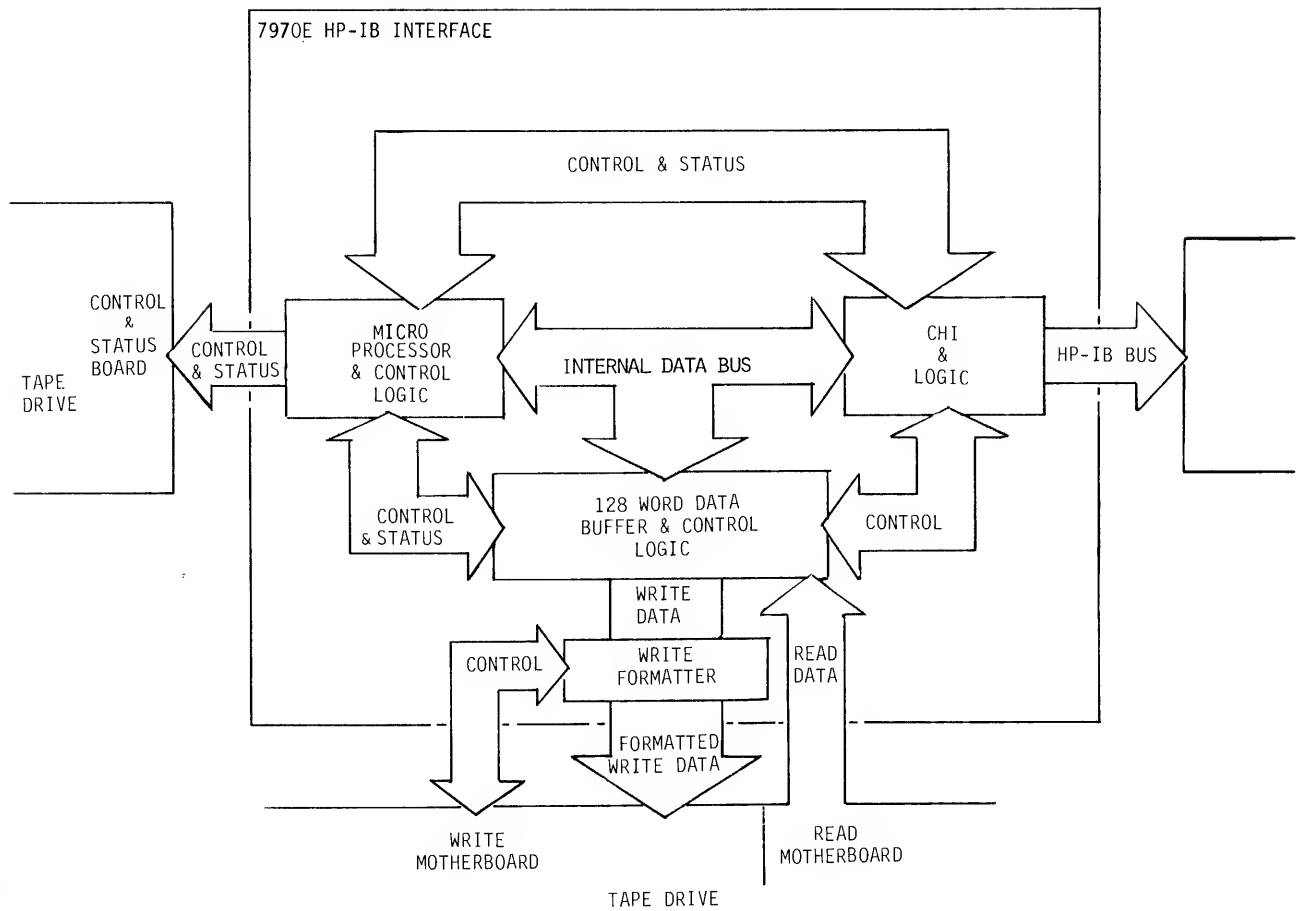 7970E HP-IB INTERFACE
CONTROL & STATUS
CONTROL
&
STATUS
BOARD
TAPE
DRIVE
CONTROL
& STATUS
MICRO
PROCESSOR
& CONTROL
LOGIC
INTERNAL DATA BUS
CHI
&
LOGIC
HP-IB BUS
CONTROL
& STATUS
128 WORD DATA
BUFFER & CONTROL
LOGIC
CONTROL
WRITE
DATA
CONTROL
WRITE
FORMATTER
READ
DATA
FORMATTED
WRITE DATA
WRITE
MOTHERBOARD
READ
MOTHERBOARD
TAPE DRIVE